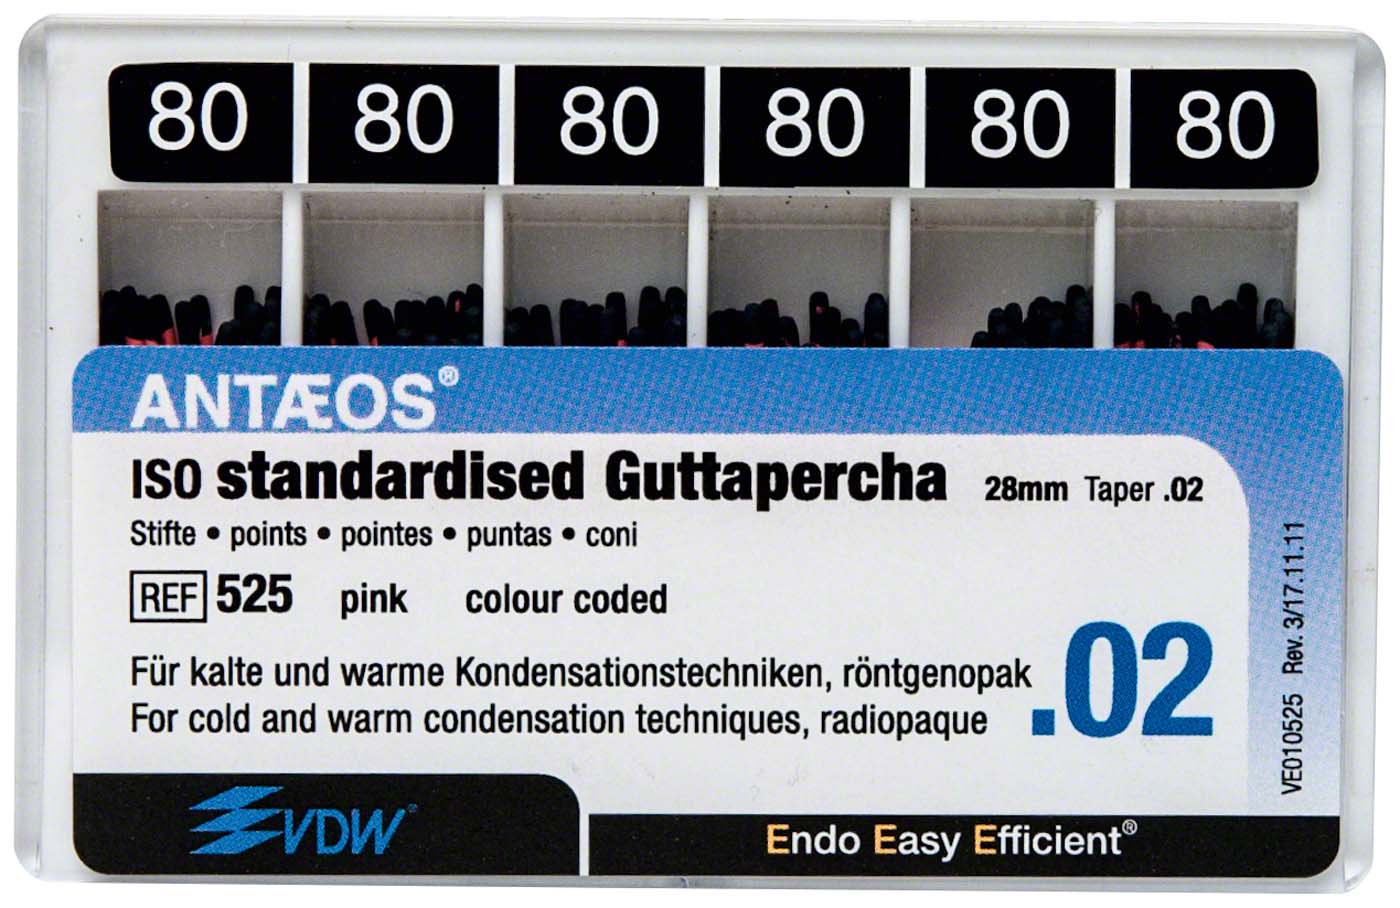 80 80 80 80 80 80
ANTÆOS®
ISO standardised Guttapercha 28mm Taper .02
Stifte • points • pointes • puntas • coni
REF 525 pink colour coded
Für kalte und warme Kondensationstechniken, röntgenopak
For cold and warm condensation techniques, radiopaque
.02
VE010525 Rev. 3/17.11.11
VDW®
Endo Easy Efficient®